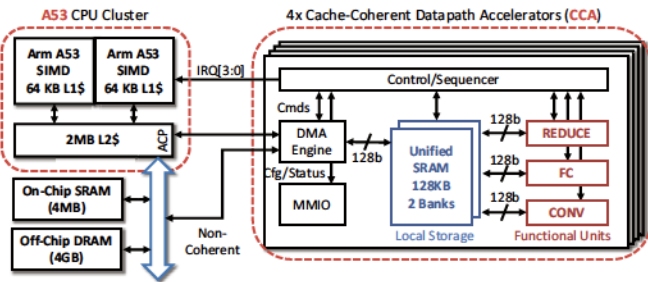 A53 CPU Cluster
Arm A53
SIMD
64 KB L1$
Arm A53
SIMD
64 KB L1$
2MB L2$
ACP
On-Chip SRAM
(4MB)
Off-Chip DRAM
(4GB)
IRQ[3:0]
Non-
Coherent
4x Cache-Coherent Datapath Accelerators (CCA)
Control/Sequencer
Cmds
DMA
Engine
128b
Cfg/Status
MMIO
Unified
SRAM
128KB
2 Banks
Local Storage
128b
REDUCE
128b
FC
128b
CONV
Functional Units